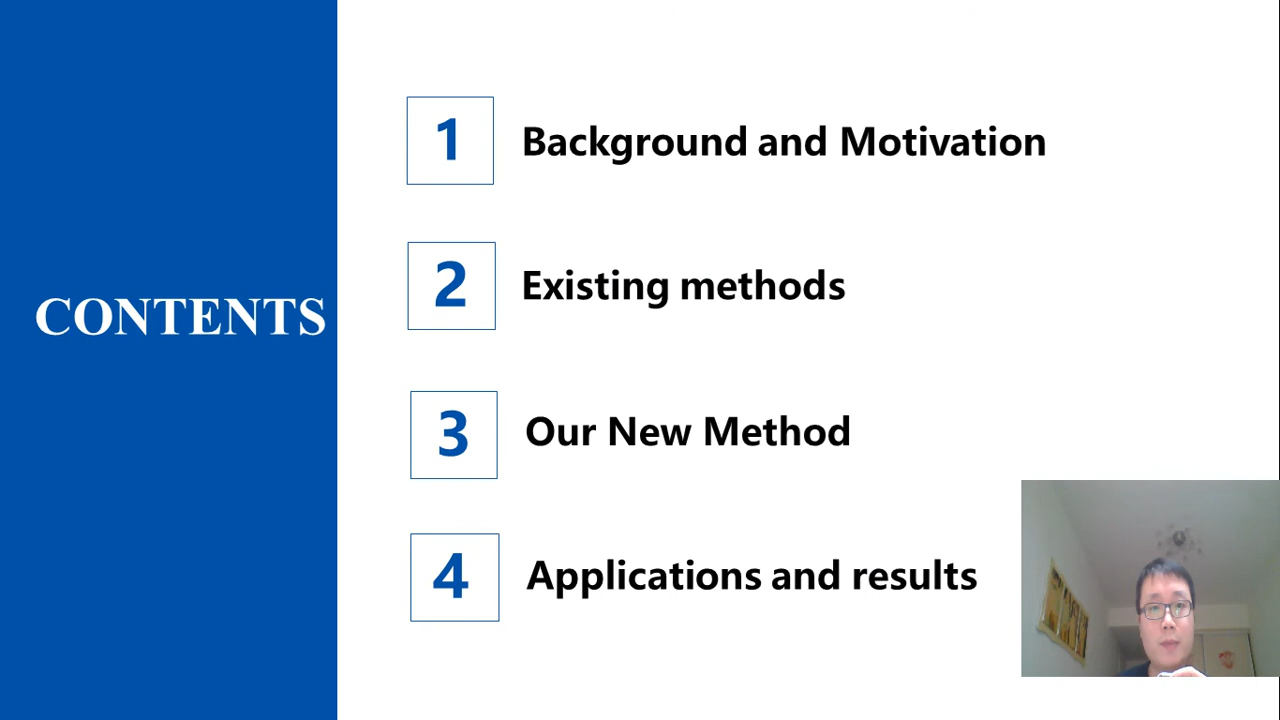 CONTENTS
1 Background and Motivation
2 Existing methods
3 Our New Method
4 Applications and results